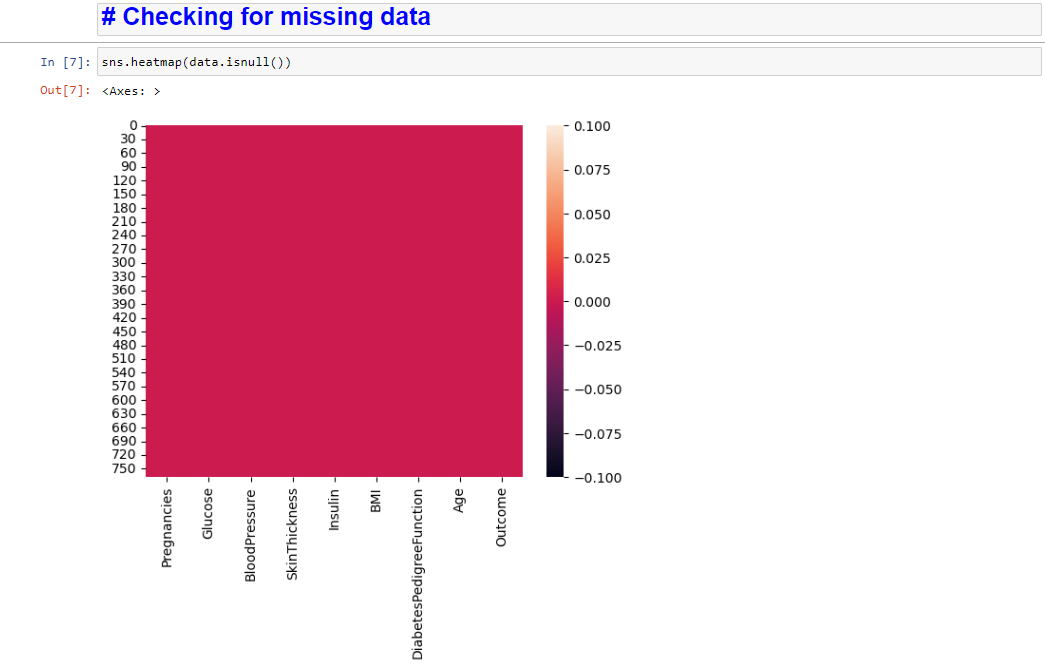 # Checking for missing data
In [7]: sns.heatmap(data.isnull())
Out[7]: <Axes: >
0
30
60
90
120
150
180
210
240
270
300
330
360
390
420
450
480
510
540
570
600
630
660
690
720
750
0.100
0.075
0.050
0.025
0.000
−0.025
−0.050
−0.075
−0.100
Pregnancies
Glucose
BloodPressure
SkinThickness
Insulin
BMI
DiabetesPedigreeFunction
Age
Outcome